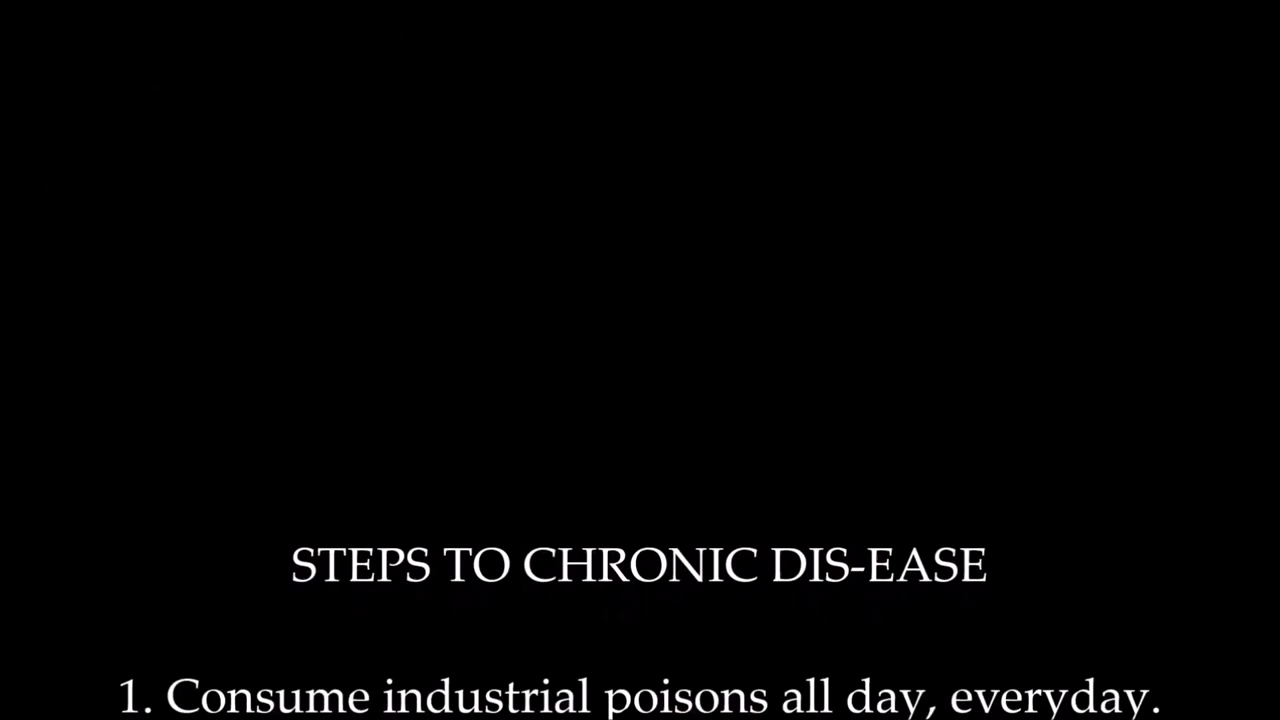 STEPS TO CHRONIC DIS-EASE
1. Consume industrial poisons all day, everyday.